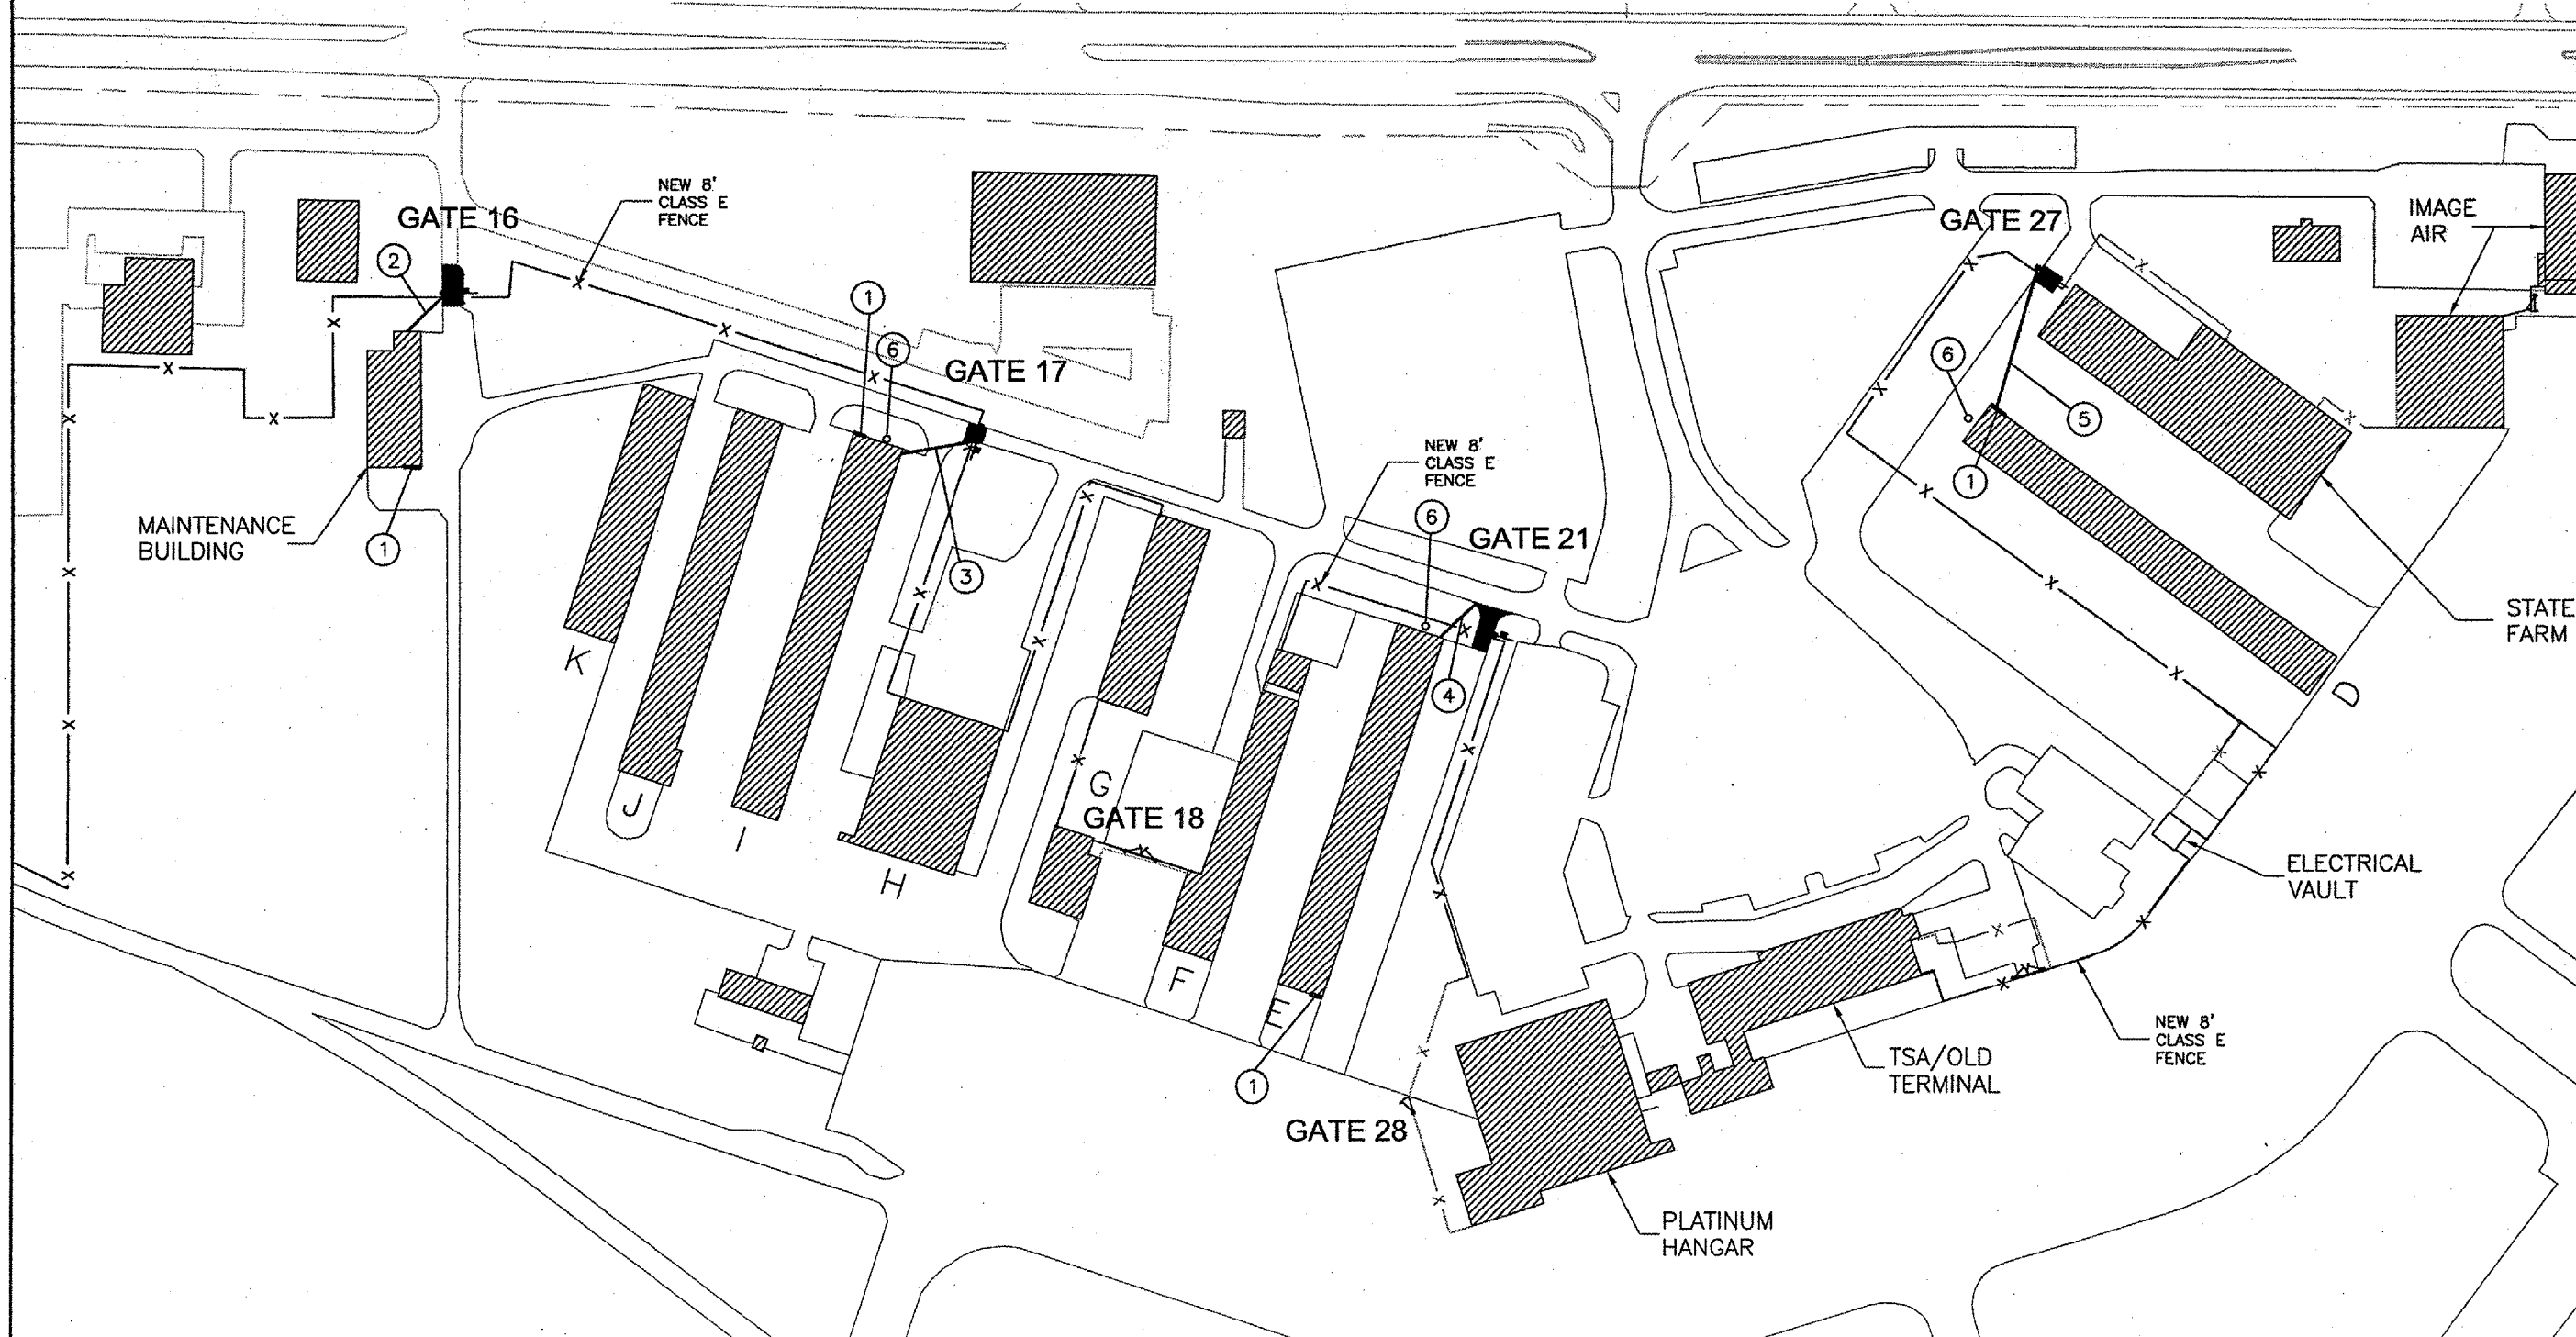 NEW 8'
CLASS E
FENCE
GATE 16
2
GATE 27
IMAGE
AIR
1
6
GATE 17
6
5
1
NEW 8'
CLASS E
FENCE
6
GATE 21
MAINTENANCE
BUILDING
1
3
STATE
FARM
K
4
D
J
I
G
GATE 18
H
ELECTRICAL
VAULT
F
E
NEW 8'
CLASS E
FENCE
TSA/OLD
TERMINAL
1
GATE 28
PLATINUM
HANGAR